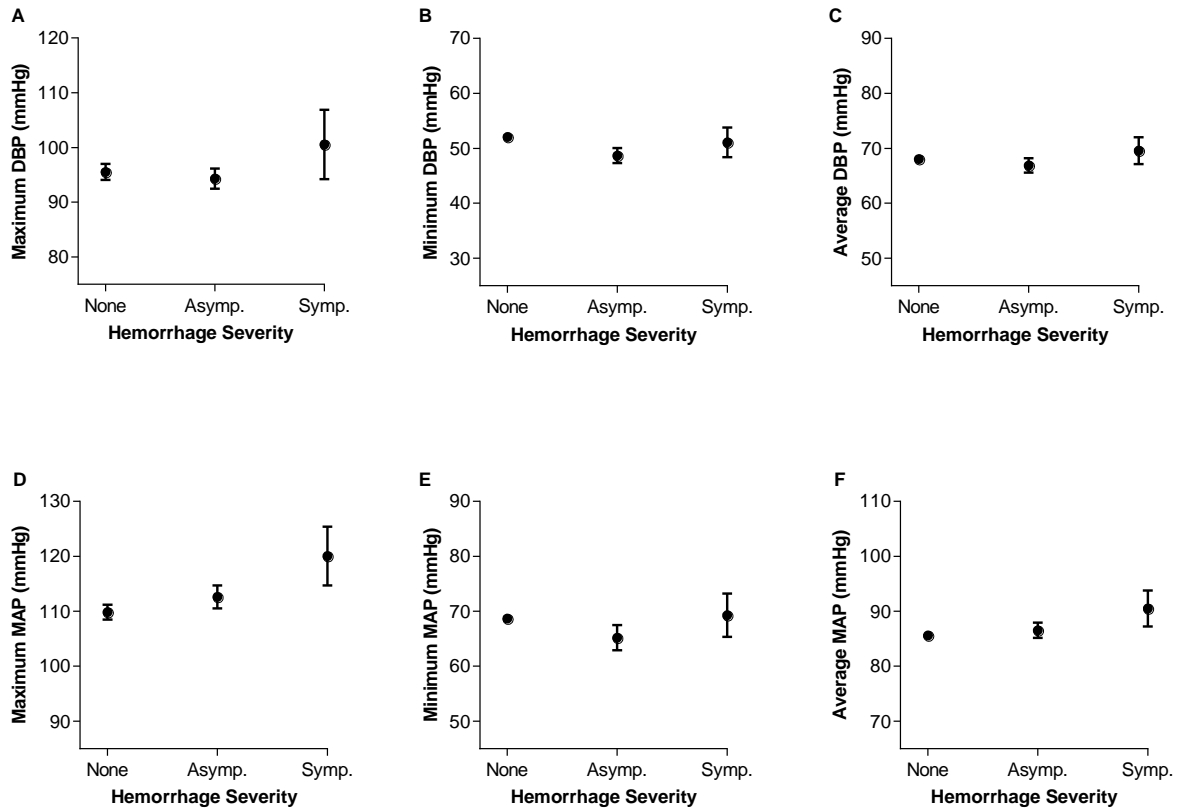 A
Maximum DBP (mmHg)
120
110
100
90
80
None Asymp. Symp.
Hemorrhage Severity
B
Minimum DBP (mmHg)
70
60
50
40
30
None Asymp. Symp.
Hemorrhage Severity
C
Average DBP (mmHg)
90
80
70
60
50
None Asymp. Symp.
Hemorrhage Severity
D
Maximum MAP (mmHg)
130
120
110
100
90
None Asymp. Symp.
Hemorrhage Severity
E
Minimum MAP (mmHg)
90
80
70
60
50
None Asymp. Symp.
Hemorrhage Severity
F
Average MAP (mmHg)
110
100
90
80
70
None Asymp. Symp.
Hemorrhage Severity